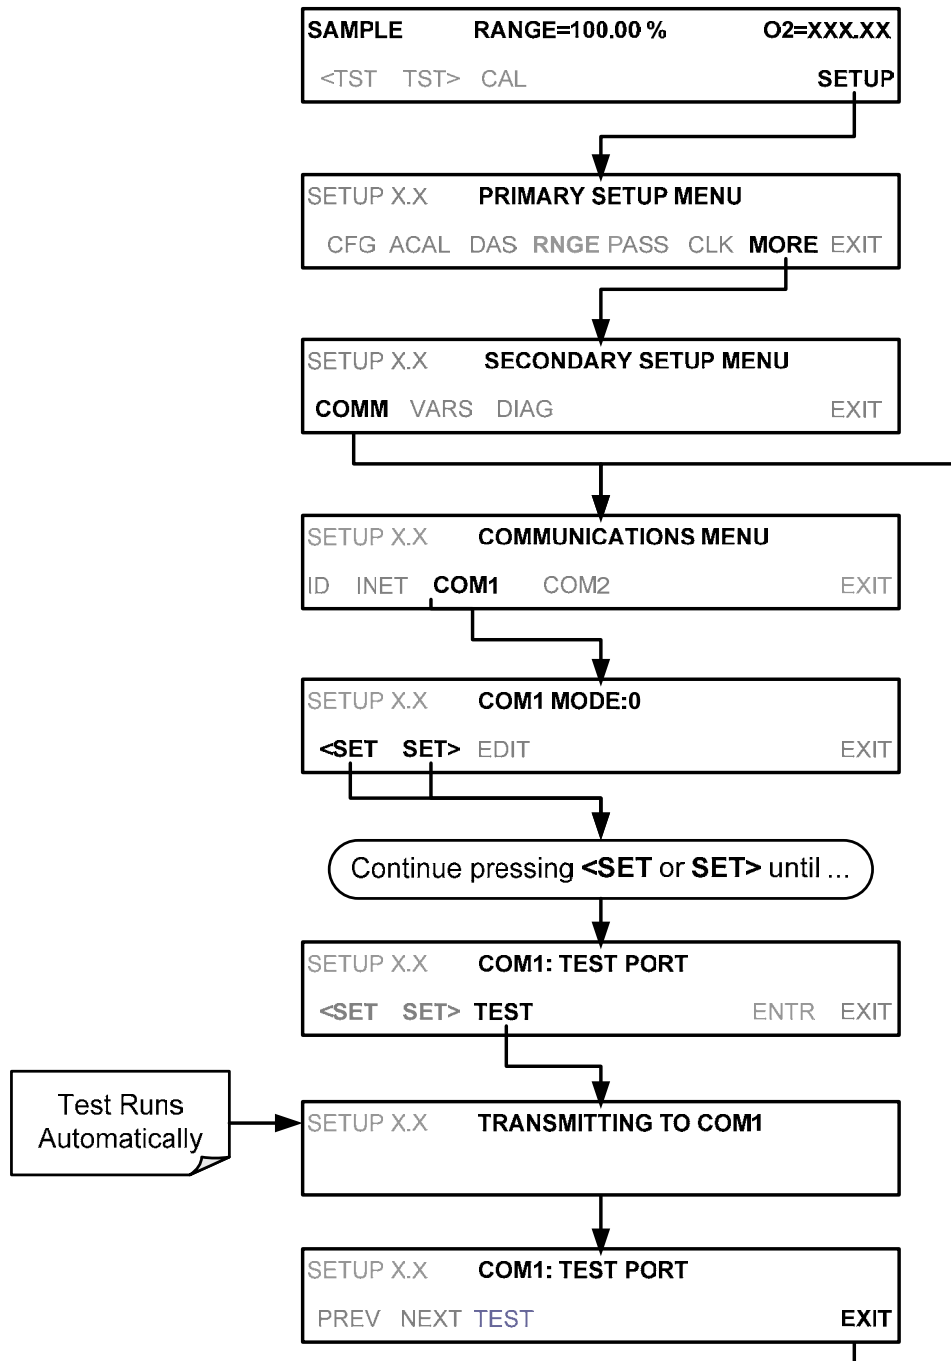 SAMPLE RANGE=100.00 % O2=XXX.XX
<TST TST> CAL SETUP
SETUP X.X PRIMARY SETUP MENU
CFG ACAL DAS RNGE PASS CLK MORE EXIT
SETUP X.X SECONDARY SETUP MENU
COMM VARS DIAG EXIT
SETUP X.X COMMUNICATIONS MENU
ID INET COM1 COM2 EXIT
SETUP X.X COM1 MODE:0
<SET SET> EDIT EXIT
Continue pressing <SET or SET> until ...
SETUP X.X COM1: TEST PORT
<SET SET> TEST ENTR EXIT
Test Runs
Automatically
SETUP X.X TRANSMITTING TO COM1
SETUP X.X COM1: TEST PORT
PREV NEXT TEST EXIT